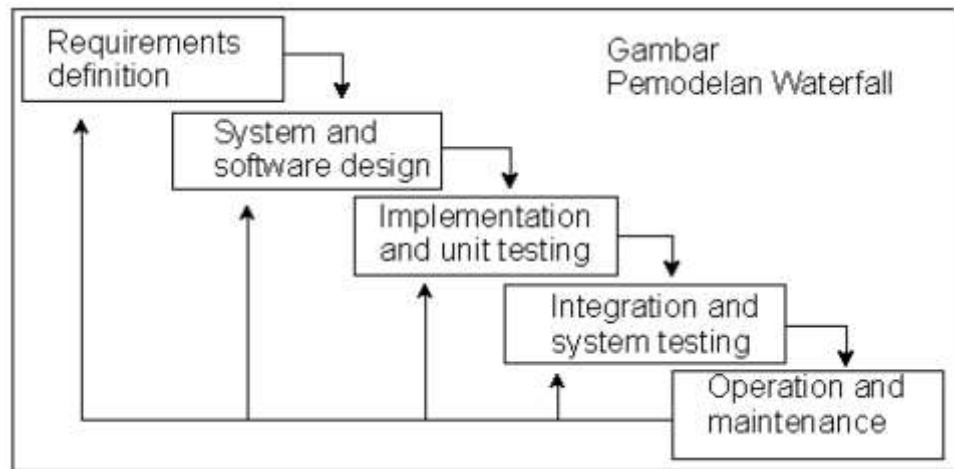 Requirements
definition
Gambar
Pemodelan Waterfall
System and
software design
Implementation
and unit testing
Integration and
system testing
Operation and
maintenance